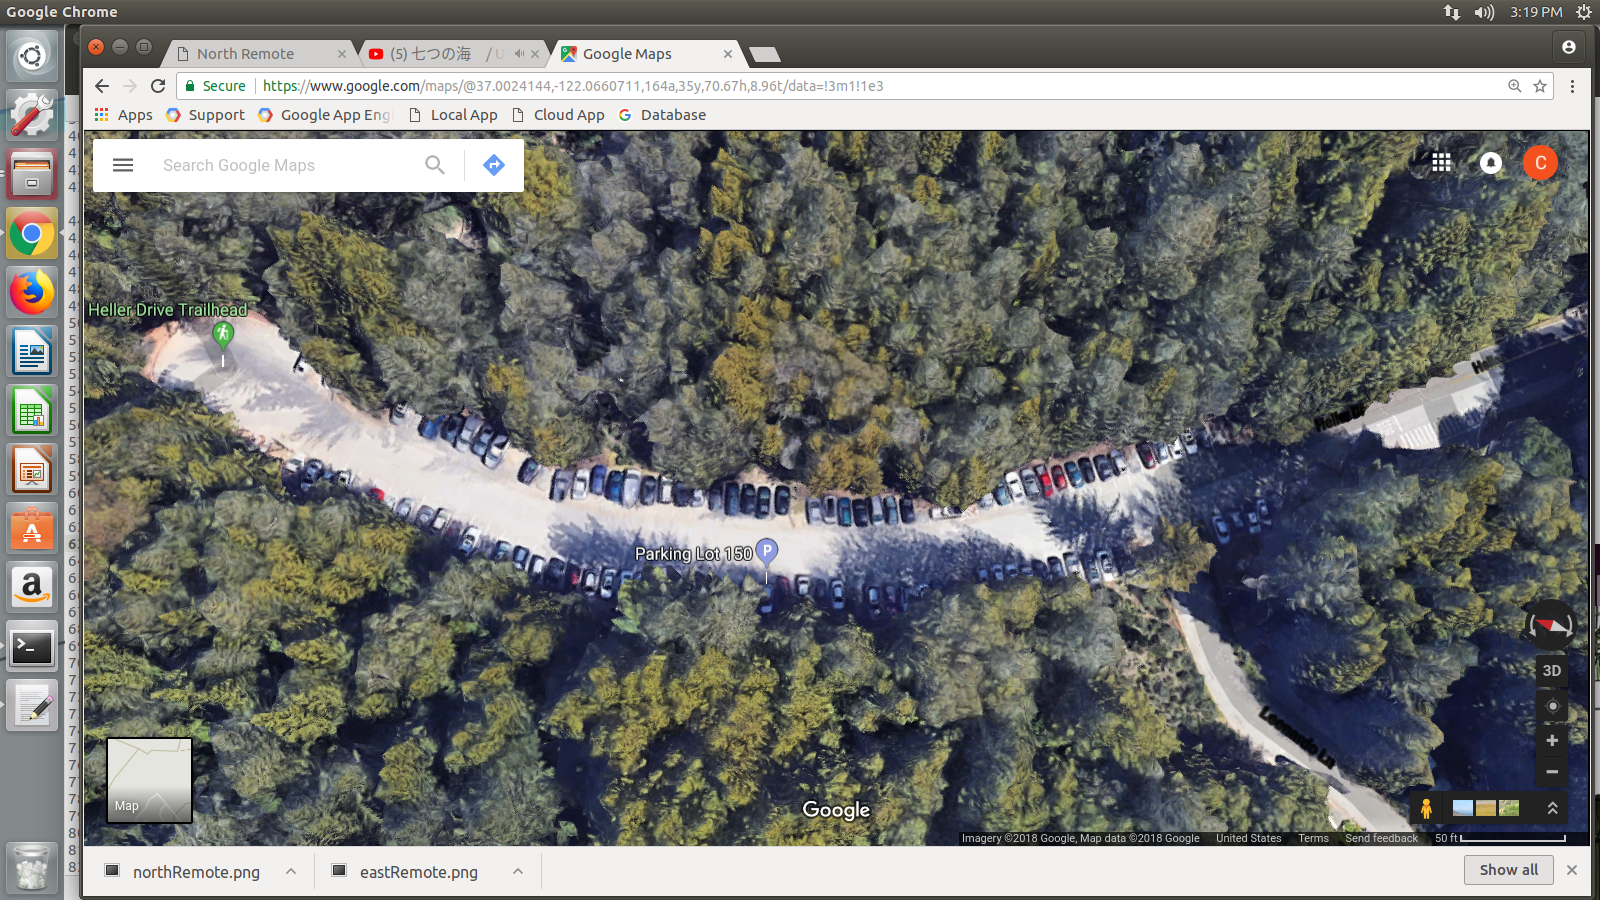 Google Chrome
3:19 PM
North Remote
(5) 七つの海 / U
Google Maps
Secure
https://www.google.com/maps/@37.0024144,-122.0660711,164a,35y,70.67h,8.96t/data=!3m1!1e3
Apps
Support
Google App Engi
Local App
Cloud App
Database
Search Google Maps
C
Heller Drive Trailhead
Heller Dr
Parking Lot 150
P
3D
Leonardo Ln
Map
Google
Imagery ©2018 Google, Map data ©2018 Google
United States
Terms
Send feedback
50 ft
northRemote.png
eastRemote.png
Show all